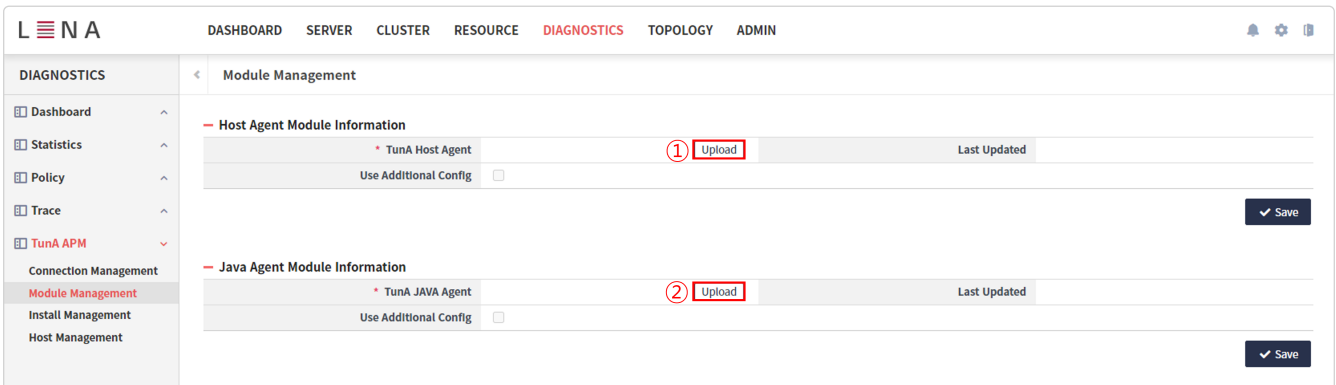 LENA DASHBOARD SERVER CLUSTER RESOURCE DIAGNOSTICS TOPOLOGY ADMIN
DIAGNOSTICS
< Module Management
Dashboard
Statistics
Policy
Trace
TunA APM
Connection Management
Module Management
Install Management
Host Management
Host Agent Module Information
* TunA Host Agent ① Upload Last Updated
Use Additional Config
Save
Java Agent Module Information
* TunA JAVA Agent ② Upload Last Updated
Use Additional Config
Save